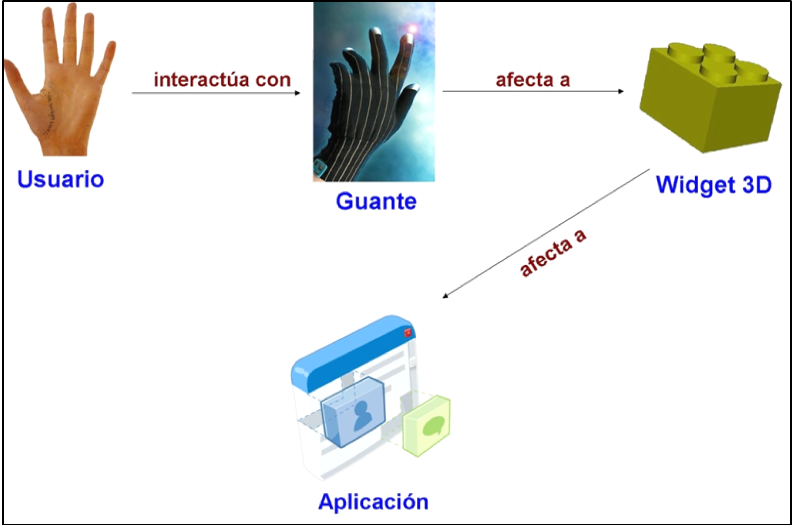 interactúa con
afecta a
Usuario
Guante
Widget 3D
afecta a
Aplicación